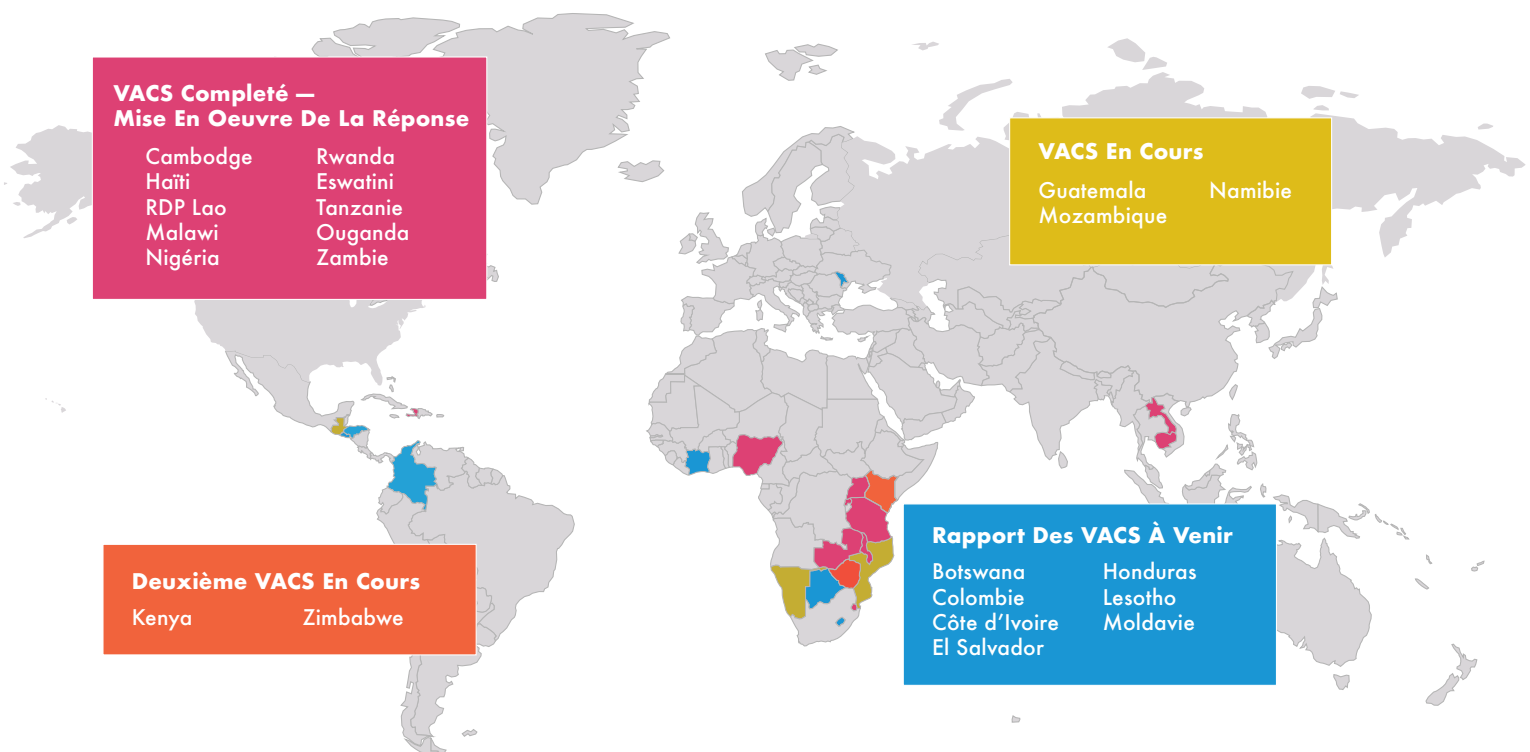 VACS Completé —
Mise En Oeuvre De La Réponse
Cambodge
Haïti
RDP Lao
Malawi
Nigéria
Rwanda
Eswatini
Tanzanie
Ouganda
Zambie
VACS En Cours
Guatemala
Mozambique
Namibie
Deuxième VACS En Cours
Kenya
Zimbabwe
Rapport Des VACS À Venir
Botswana
Colombie
Côte d’Ivoire
El Salvador
Honduras
Lesotho
Moldavie